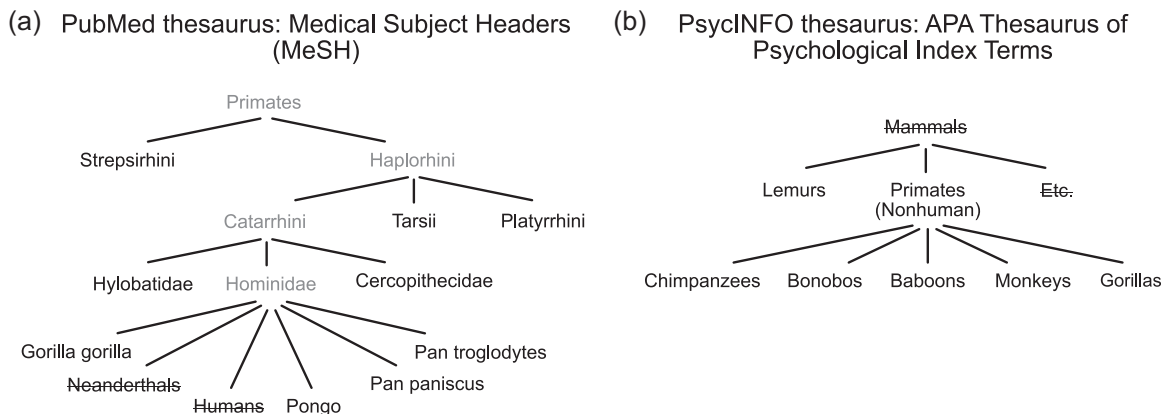 (a) PubMed thesaurus: Medical Subject Headers
(MeSH)
Primates
Strepsirhini
Haplorhini
Catarrhini
Tarsii
Platyrrhini
Hylobatidae
Hominidae
Cercopithecidae
Gorilla gorilla
Pan troglodytes
Neanderthals
Pan paniscus
Humans
Pongo
(b) PsycINFO thesaurus: APA Thesaurus of
Psychological Index Terms
Mammals
Lemurs
Primates
(Nonhuman)
Etc.
Chimpanzees
Bonobos
Baboons
Monkeys
Gorillas